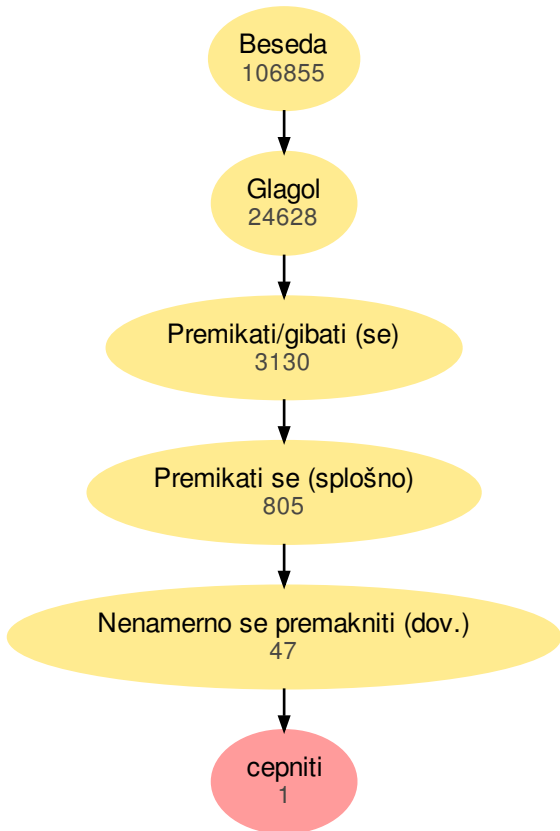 Beseda
106855
Glagol
24628
Premikati/gibati (se)
3130
Premikati se (splošno)
805
Nenamerno se premakniti (dov.)
47
cepniti
1